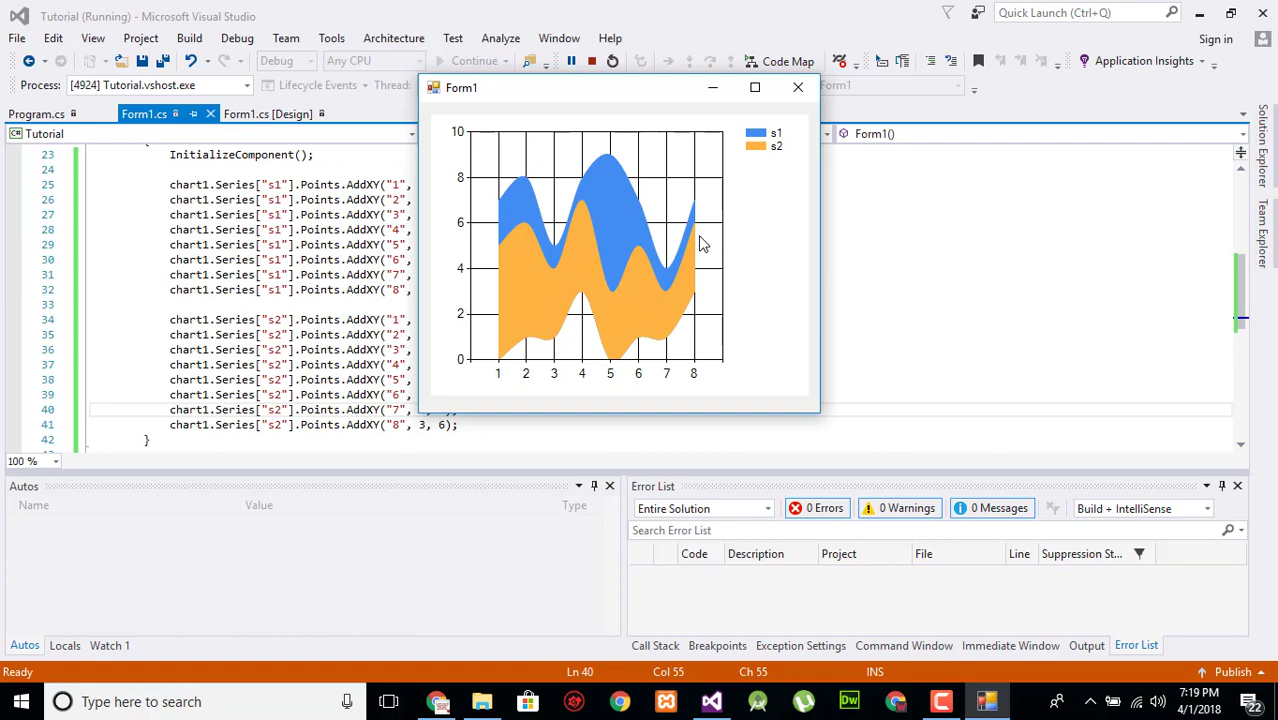 Tutorial (Running) - Microsoft Visual Studio
Quick Launch (Ctrl+Q)
File Edit View Project Build Debug Team Tools Architecture Test Analyze Window Help
Sign in
Debug Any CPU Continue Code Map Application Insights
Process: [4924] Tutorial.vshost.exe Lifecycle Events Thread: Form1
Program.cs Form1.cs Form1.cs [Design]
Tutorial Form1()
Form1
s1
s2
10
8
6
4
2
0
1 2 3 4 5 6 7 8
23 InitializeComponent();
24
25 chart1.Series["s1"].Points.AddXY("1",
26 chart1.Series["s1"].Points.AddXY("2",
27 chart1.Series["s1"].Points.AddXY("3",
28 chart1.Series["s1"].Points.AddXY("4",
29 chart1.Series["s1"].Points.AddXY("5",
30 chart1.Series["s1"].Points.AddXY("6",
31 chart1.Series["s1"].Points.AddXY("7",
32 chart1.Series["s1"].Points.AddXY("8",
33
34 chart1.Series["s2"].Points.AddXY("1",
35 chart1.Series["s2"].Points.AddXY("2",
36 chart1.Series["s2"].Points.AddXY("3",
37 chart1.Series["s2"].Points.AddXY("4",
38 chart1.Series["s2"].Points.AddXY("5",
39 chart1.Series["s2"].Points.AddXY("6",
40 chart1.Series["s2"].Points.AddXY("7",
41 chart1.Series["s2"].Points.AddXY("8", 3, 6);
42 }
100 %
Solution Explorer
Team Explorer
Autos
Name Value Type
Autos Locals Watch 1
Error List
Entire Solution 0 Errors 0 Warnings 0 Messages Build + IntelliSense
Search Error List
Code Description Project File Line Suppression St...
Call Stack Breakpoints Exception Settings Command Window Immediate Window Output Error List
Ready Ln 40 Col 55 Ch 55 INS Publish
Type here to search
Dw
7:19 PM
4/1/2018
22